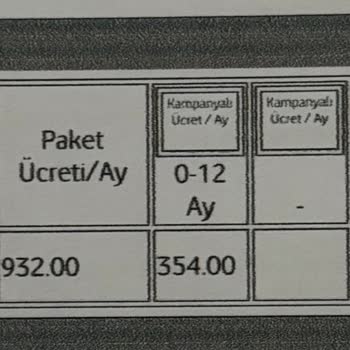 Paket
Ücreti/Ay
Kampanyalı
Ücret / Ay
0-12
Ay
Kampanyalı
Ücret / Ay
-
932.00
354.00